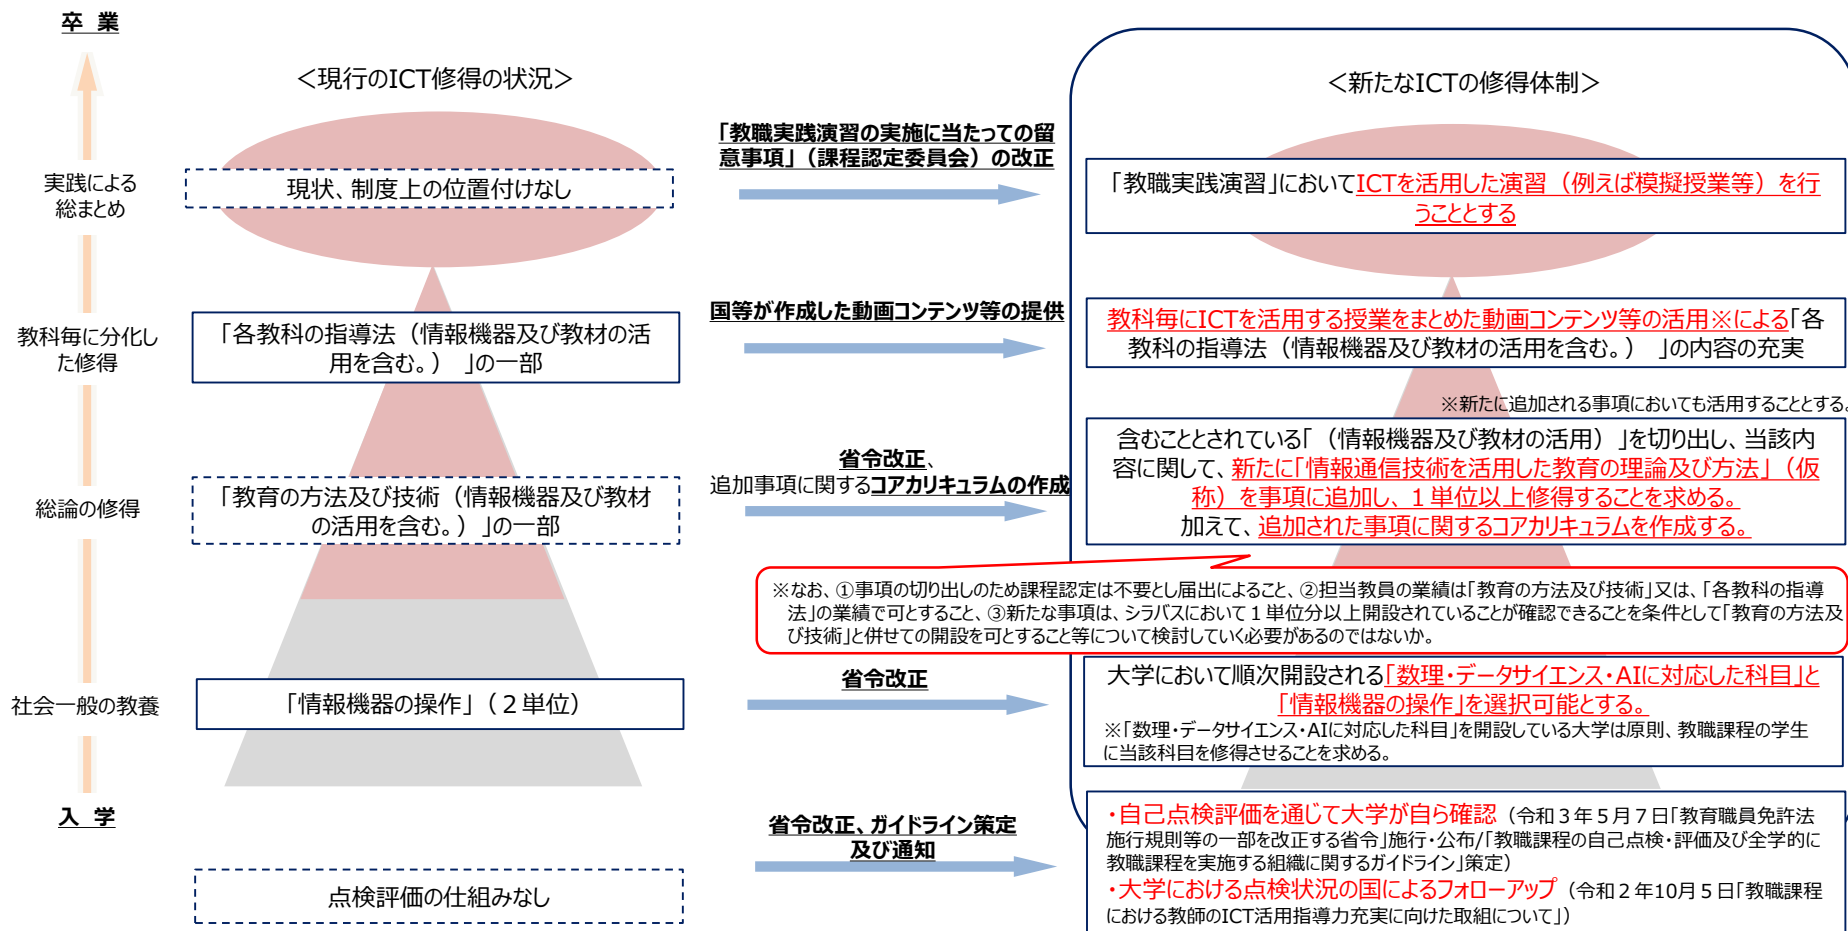 卒 業
＜現行のICT修得の状況＞
＜新たなICTの修得体制＞
「教職実践演習の実施に当たっての留
意事項」（課程認定委員会）の改正
実践による
総まとめ
現状、制度上の位置付けなし
「教職実践演習」においてICTを活用した演習（例えば模擬授業等）を行
うこととする
国等が作成した動画コンテンツ等の提供
教科毎に分化し
た修得
「各教科の指導法（情報機器及び教材の活
用を含む。） 」の一部
教科毎にICTを活用する授業をまとめた動画コンテンツ等の活用※による「各
教科の指導法（情報機器及び教材の活用を含む。） 」の内容の充実
※新たに追加される事項においても活用することとする。
省令改正、
追加事項に関するコアカリキュラムの作成
総論の修得
「教育の方法及び技術（情報機器及び教材
の活用を含む。）」の一部
含むこととされている「（情報機器及び教材の活用）」を切り出し、当該内
容に関して、新たに「情報通信技術を活用した教育の理論及び方法」（仮
称）を事項に追加し、１単位以上修得することを求める。
加えて、追加された事項に関するコアカリキュラムを作成する。
※なお、①事項の切り出しのため課程認定は不要とし届出によること、②担当教員の業績は「教育の方法及び技術」又は、「各教科の指導
法」の業績で可とすること、③新たな事項は、シラバスにおいて１単位分以上開設されていることが確認できることを条件として「教育の方法及
び技術」と併せての開設を可とすること等について検討していく必要があるのではないか。
省令改正
社会一般の教養
「情報機器の操作」（２単位）
大学において順次開設される「数理・データサイエンス・AIに対応した科目」と
「情報機器の操作」を選択可能とする。
※「数理・データサイエンス・AIに対応した科目」を開設している大学は原則、教職課程の学生
に当該科目を修得させることを求める。
入 学
省令改正、ガイドライン策定
及び通知
点検評価の仕組みなし
・自己点検評価を通じて大学が自ら確認（令和３年５月７日「教育職員免許法
施行規則等の一部を改正する省令」施行・公布/「教職課程の自己点検・評価及び全学的に
教職課程を実施する組織に関するガイドライン」策定）
・大学における点検状況の国によるフォローアップ（令和２年10月５日「教職課程
における教師のICT活用指導力充実に向けた取組について」）